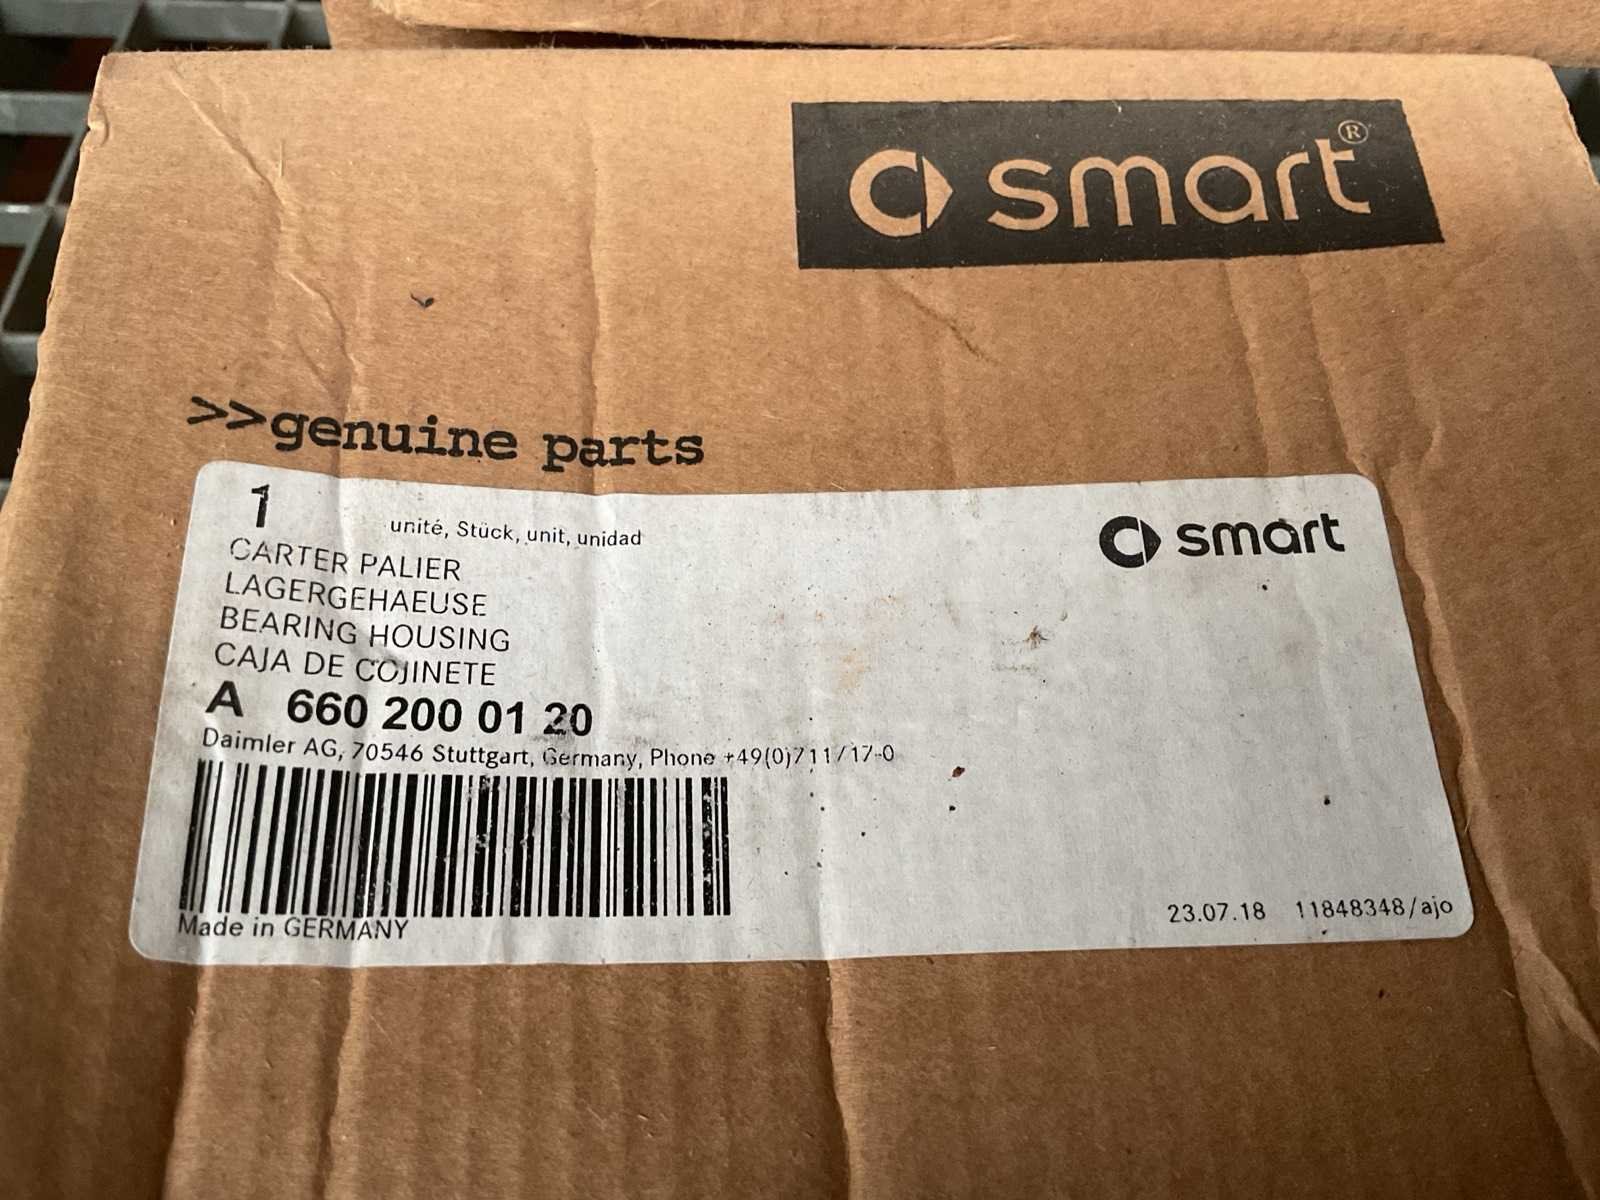 smart®
>>genuine parts
1 unité, Stück, unit, unidad
smart
CARTER PALIER
LAGERGEHAEUSE
BEARING HOUSING
CAJA DE COJINETE
A 660 200 01 20
Daimler AG, 70546 Stuttgart, Germany, Phone +49(0)711/17-0
Made in GERMANY
23.07.18 11848348/ajo